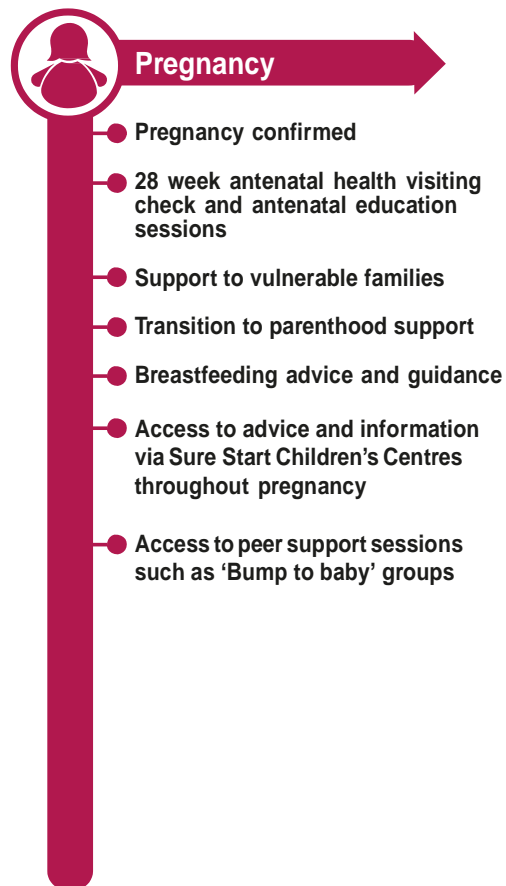 Pregnancy
Pregnancy confirmed
28 week antenatal health visiting
check and antenatal education
sessions
Support to vulnerable families
Transition to parenthood support
Breastfeeding advice and guidance
Access to advice and information
via Sure Start Children’s Centres
throughout pregnancy
Access to peer support sessions
such as ‘Bump to baby’ groups